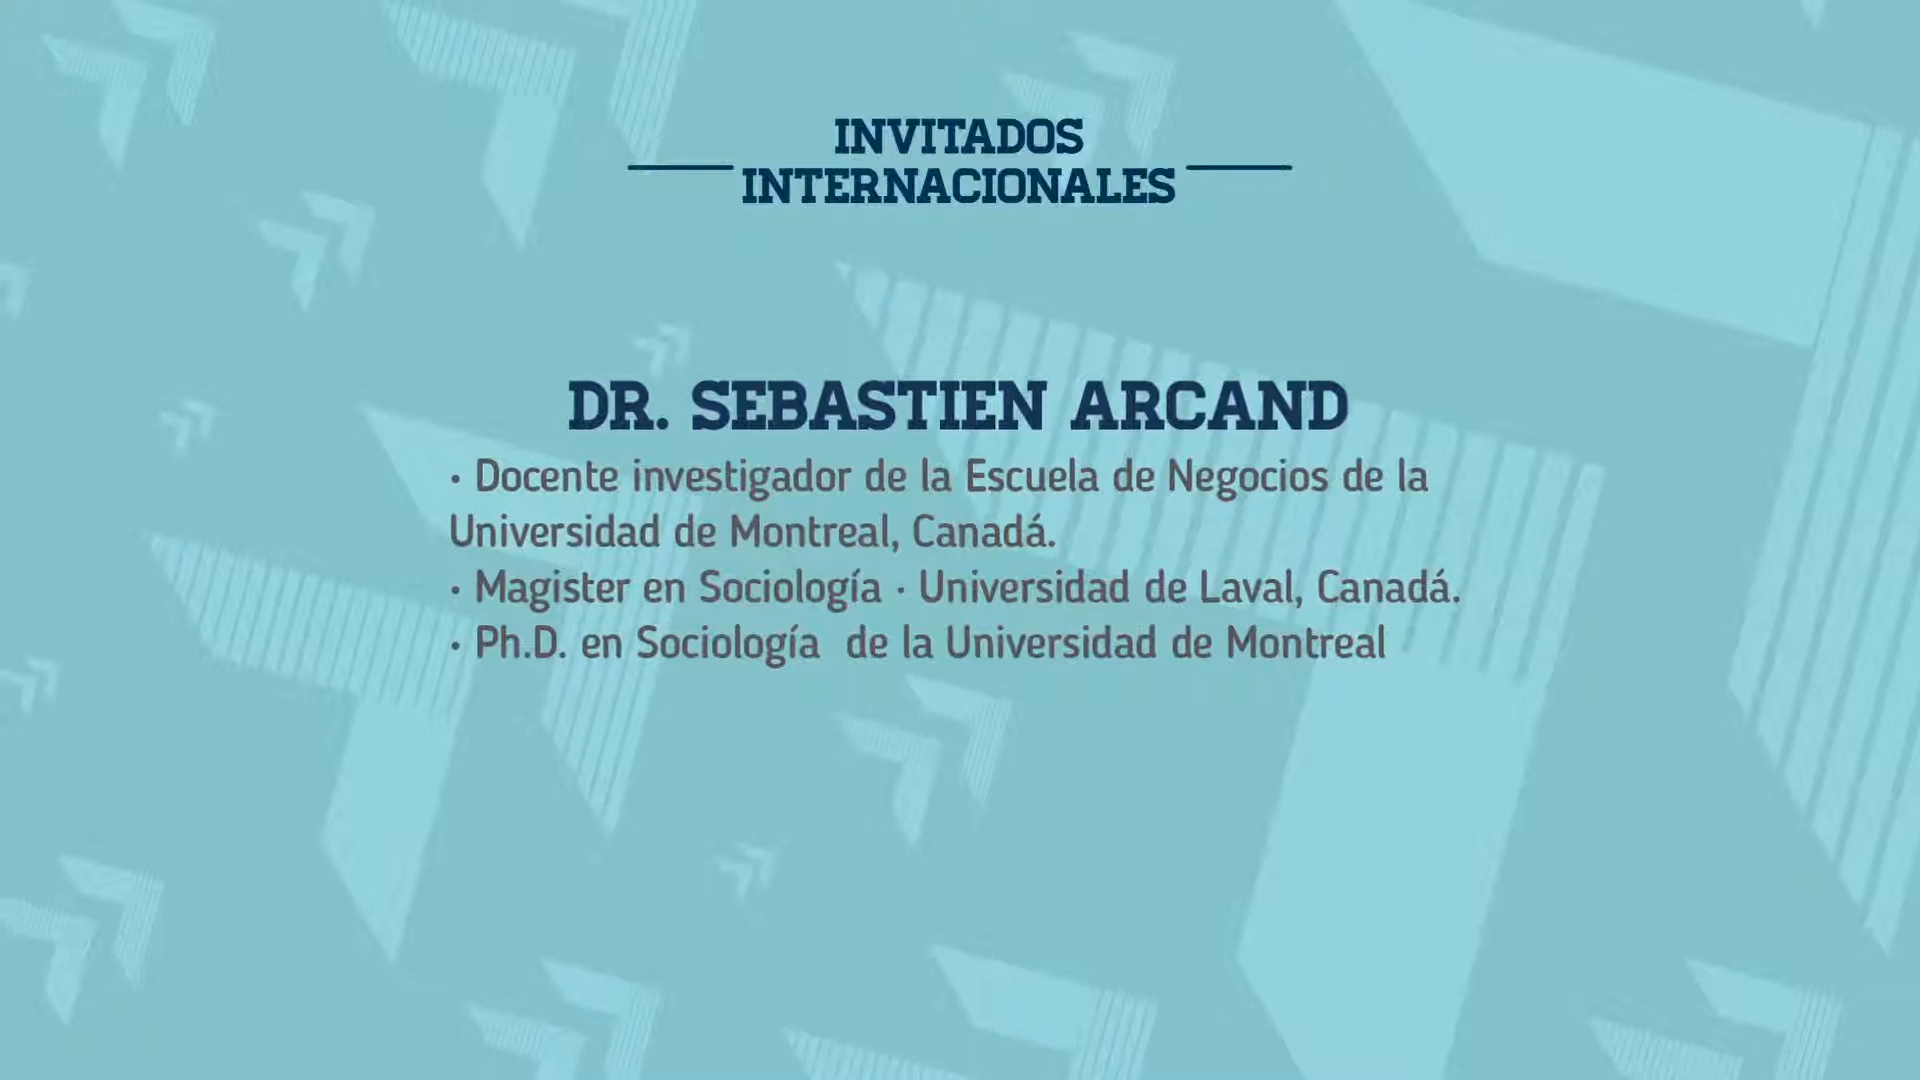 INVITADOS
INTERNACIONALES
DR. SEBASTIEN ARCAND
• Docente investigador de la Escuela de Negocios de la
Universidad de Montreal, Canadá.
• Magister en Sociología · Universidad de Laval, Canadá.
• Ph.D. en Sociología  de la Universidad de Montreal